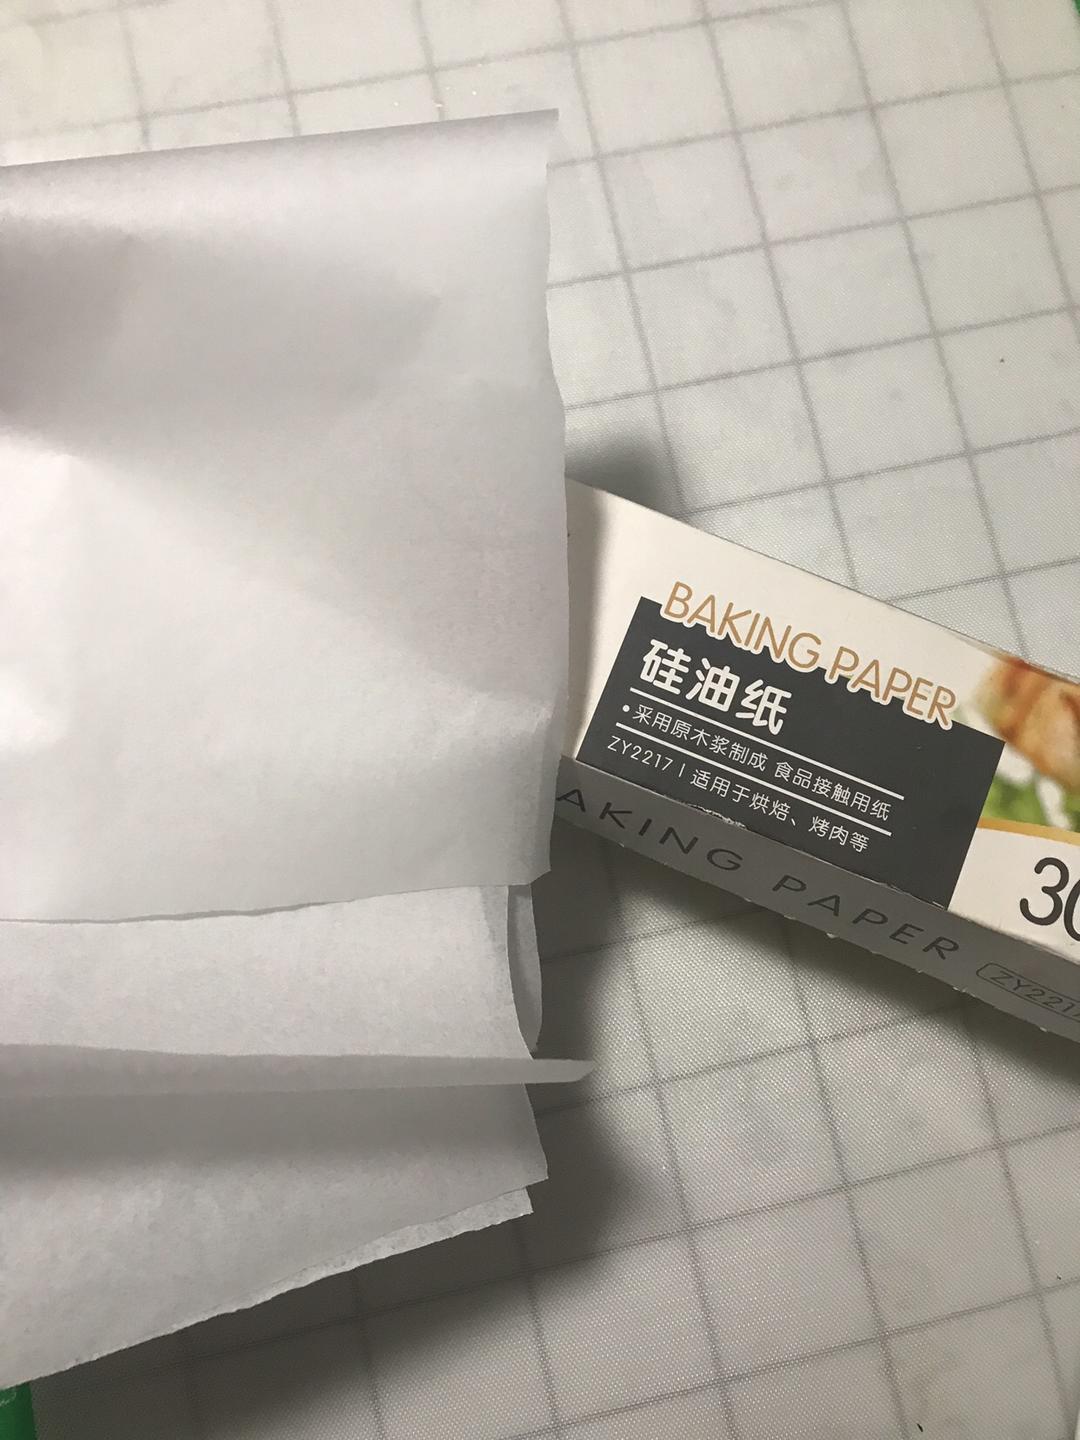 BAKING PAPER
硅油纸
•采用原木浆制成 食品接触用纸
ZY2217 | 适用于烘焙、烤肉等
AKING PAPER